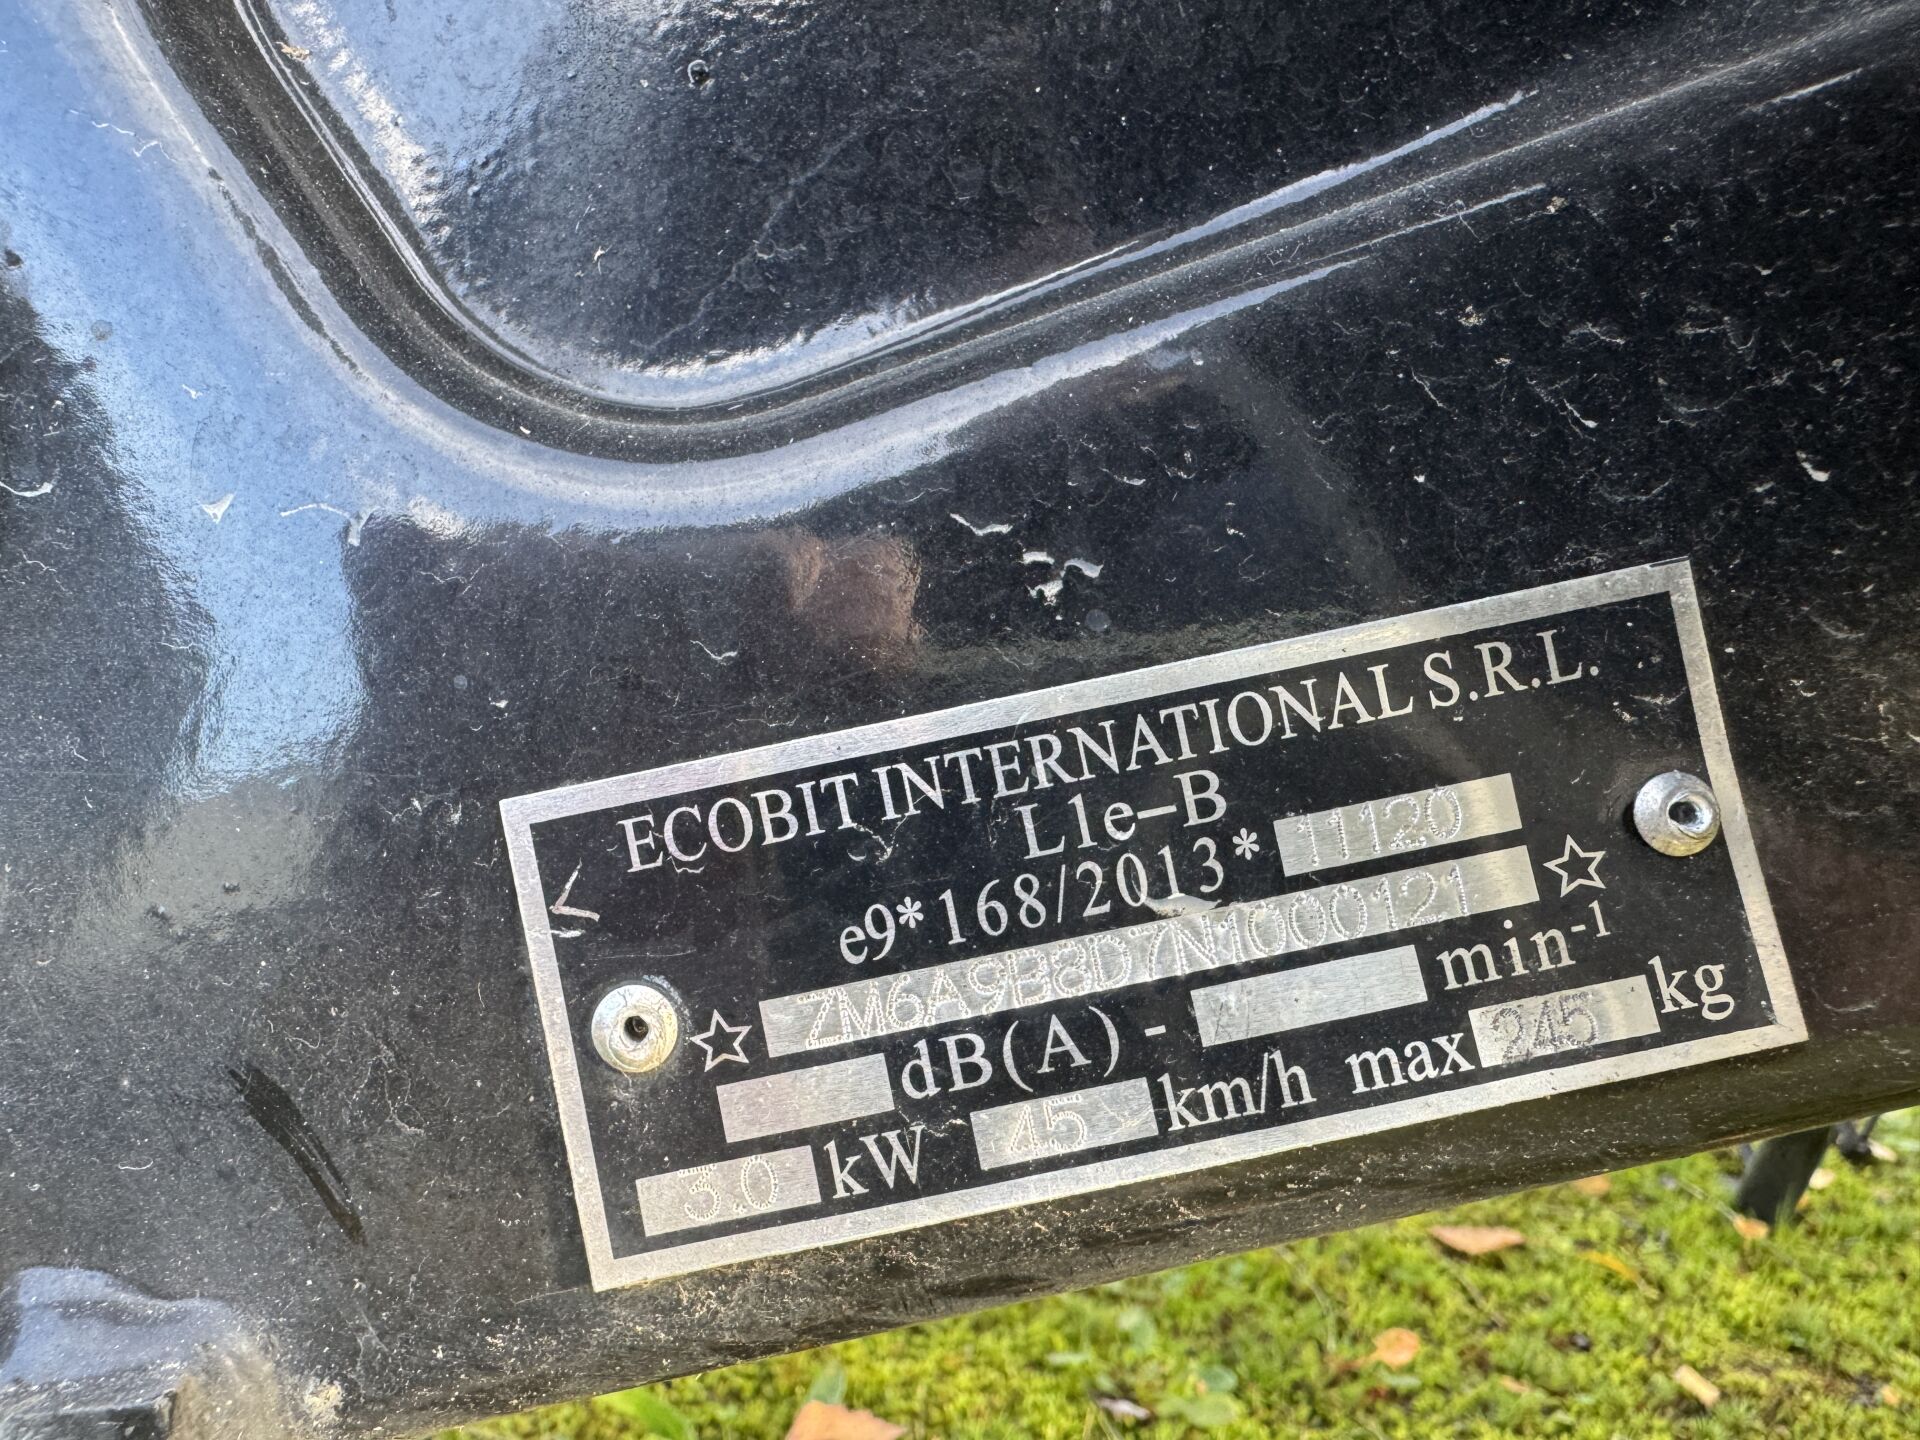 ECOBIT INTERNATIONAL S.R.L.
L1e-B
e9*168/2013*11120
☆ ZM6A9B8D7N1000121 ☆
dB(A) - min-1
3.0 kW 45 km/h max 245 kg